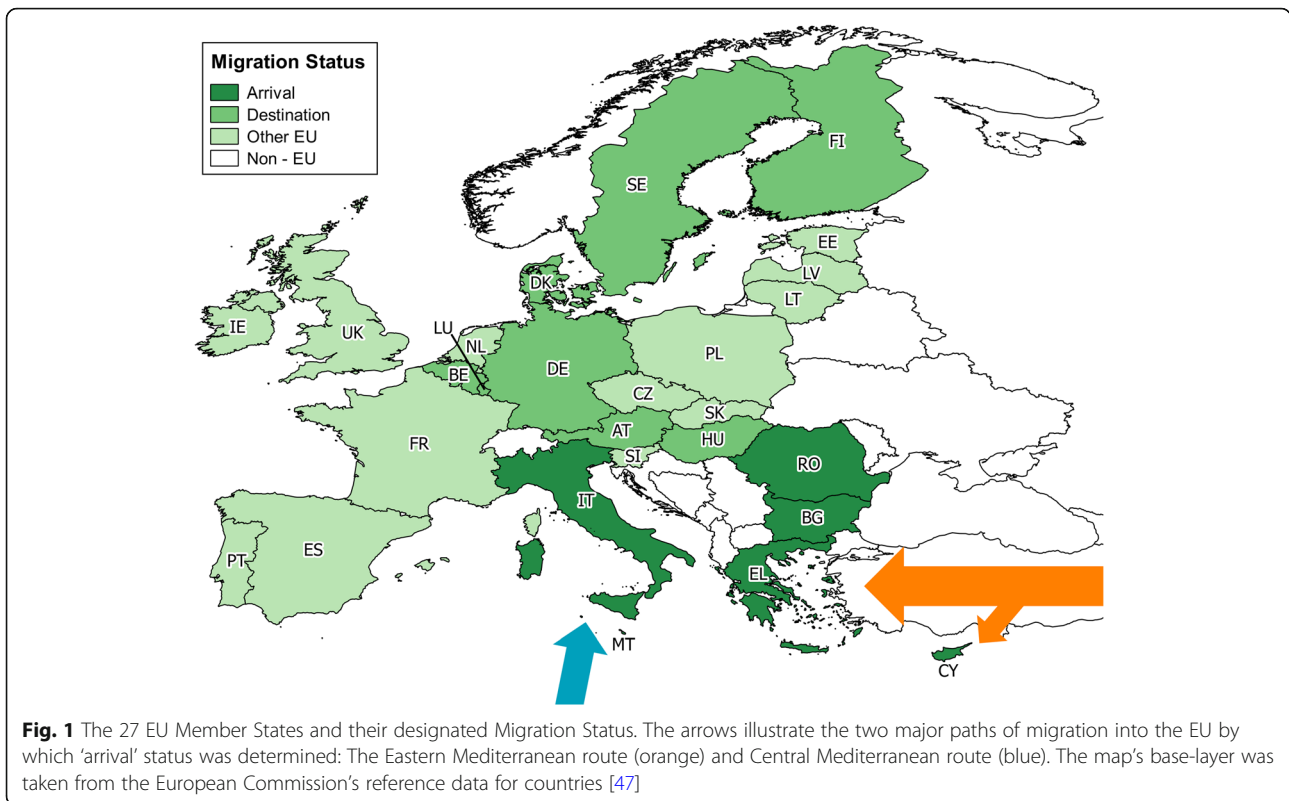 Migration Status
Arrival
Destination
Other EU
Non - EU
FI
SE
EE
LV
LT
DK
IE
UK
LU
NL
BE
DE
PL
CZ
SK
AT
HU
FR
SI
RO
IT
BG
PT
ES
EL
MT
CY
Fig. 1 The 27 EU Member States and their designated Migration Status. The arrows illustrate the two major paths of migration into the EU by
which ‘arrival’ status was determined: The Eastern Mediterranean route (orange) and Central Mediterranean route (blue). The map’s base-layer was
taken from the European Commission’s reference data for countries [47]